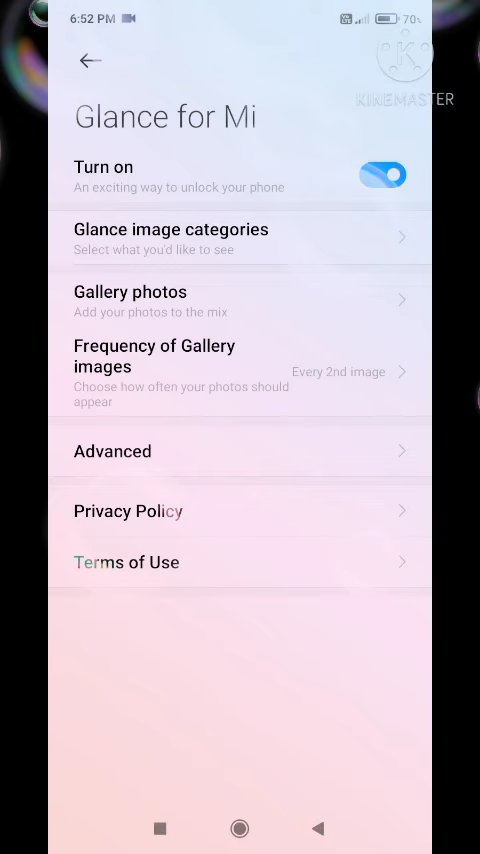 6:52 PM
70%
KINEMASTER
Glance for Mi
Turn on
An exciting way to unlock your phone
Glance image categories
Select what you'd like to see
Gallery photos
Add your photos to the mix
Frequency of Gallery
images
Every 2nd image
Choose how often your photos should
appear
Advanced
Privacy Policy
Terms of Use